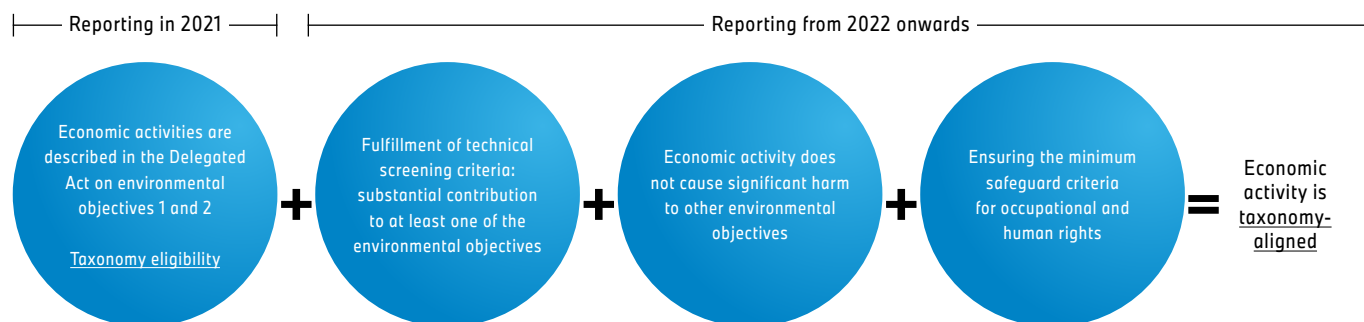 Reporting in 2021
Reporting from 2022 onwards
Economic activities are
described in the Delegated
Act on environmental
objectives 1 and 2
Taxonomy eligibility
+
Fulfillment of technical
screening criteria:
substantial contribution
to at least one of the
environmental objectives
+
Economic activity does
not cause significant harm
to other environmental
objectives
+
Ensuring the minimum
safeguard criteria
for occupational and
human rights
=
Economic
activity is
taxonomy-
aligned